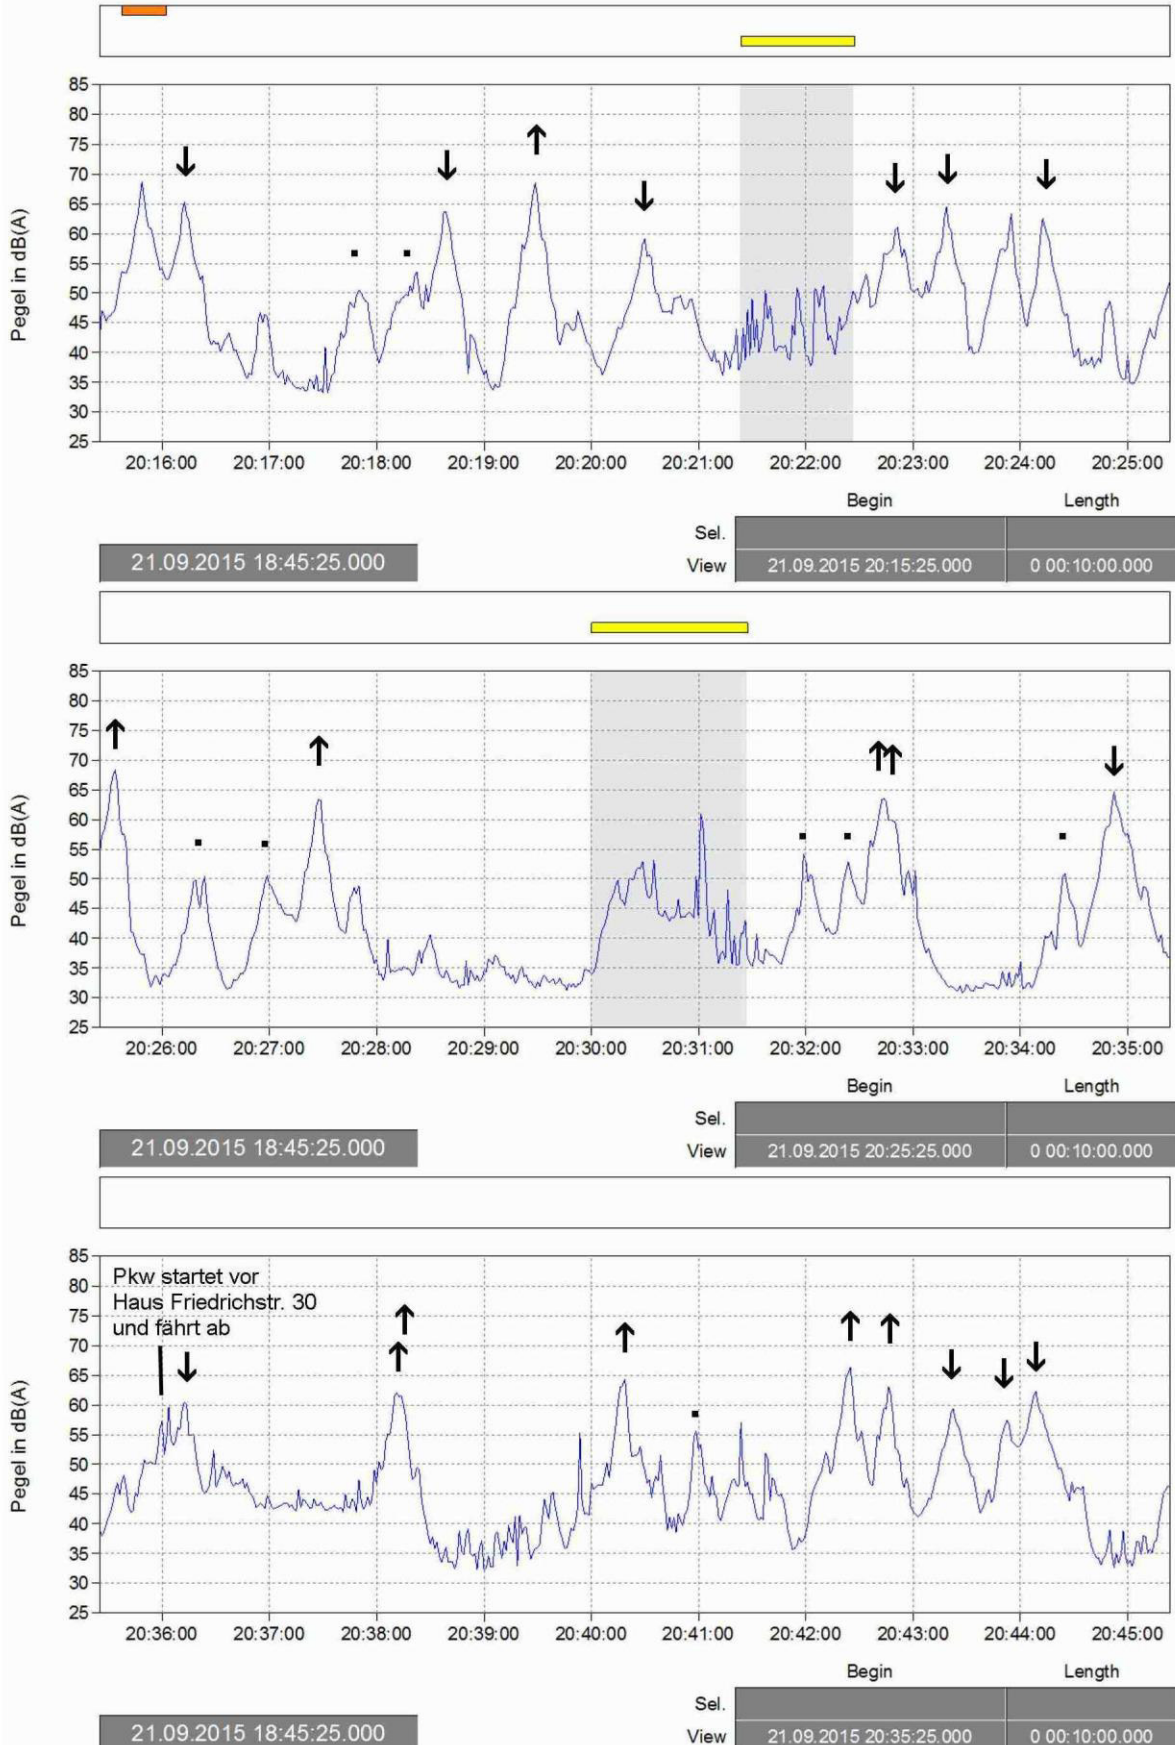 85
80
75
70
65
60
55
50
45
40
35
30
25
Pegel in dB(A)
20:16:00 20:17:00 20:18:00 20:19:00 20:20:00 20:21:00 20:22:00 20:23:00 20:24:00 20:25:00
Begin Length
Sel.
21.09.2015 18:45:25.000 View 21.09.2015 20:15:25.000 0 00:10:00.000
85
80
75
70
65
60
55
50
45
40
35
30
25
Pegel in dB(A)
20:26:00 20:27:00 20:28:00 20:29:00 20:30:00 20:31:00 20:32:00 20:33:00 20:34:00 20:35:00
Begin Length
Sel.
21.09.2015 18:45:25.000 View 21.09.2015 20:25:25.000 0 00:10:00.000
85
80
75
70
65
60
55
50
45
40
35
30
25
Pegel in dB(A)
Pkw startet vor
Haus Friedrichstr. 30
und fährt ab
20:36:00 20:37:00 20:38:00 20:39:00 20:40:00 20:41:00 20:42:00 20:43:00 20:44:00 20:45:00
Begin Length
Sel.
21.09.2015 18:45:25.000 View 21.09.2015 20:35:25.000 0 00:10:00.000